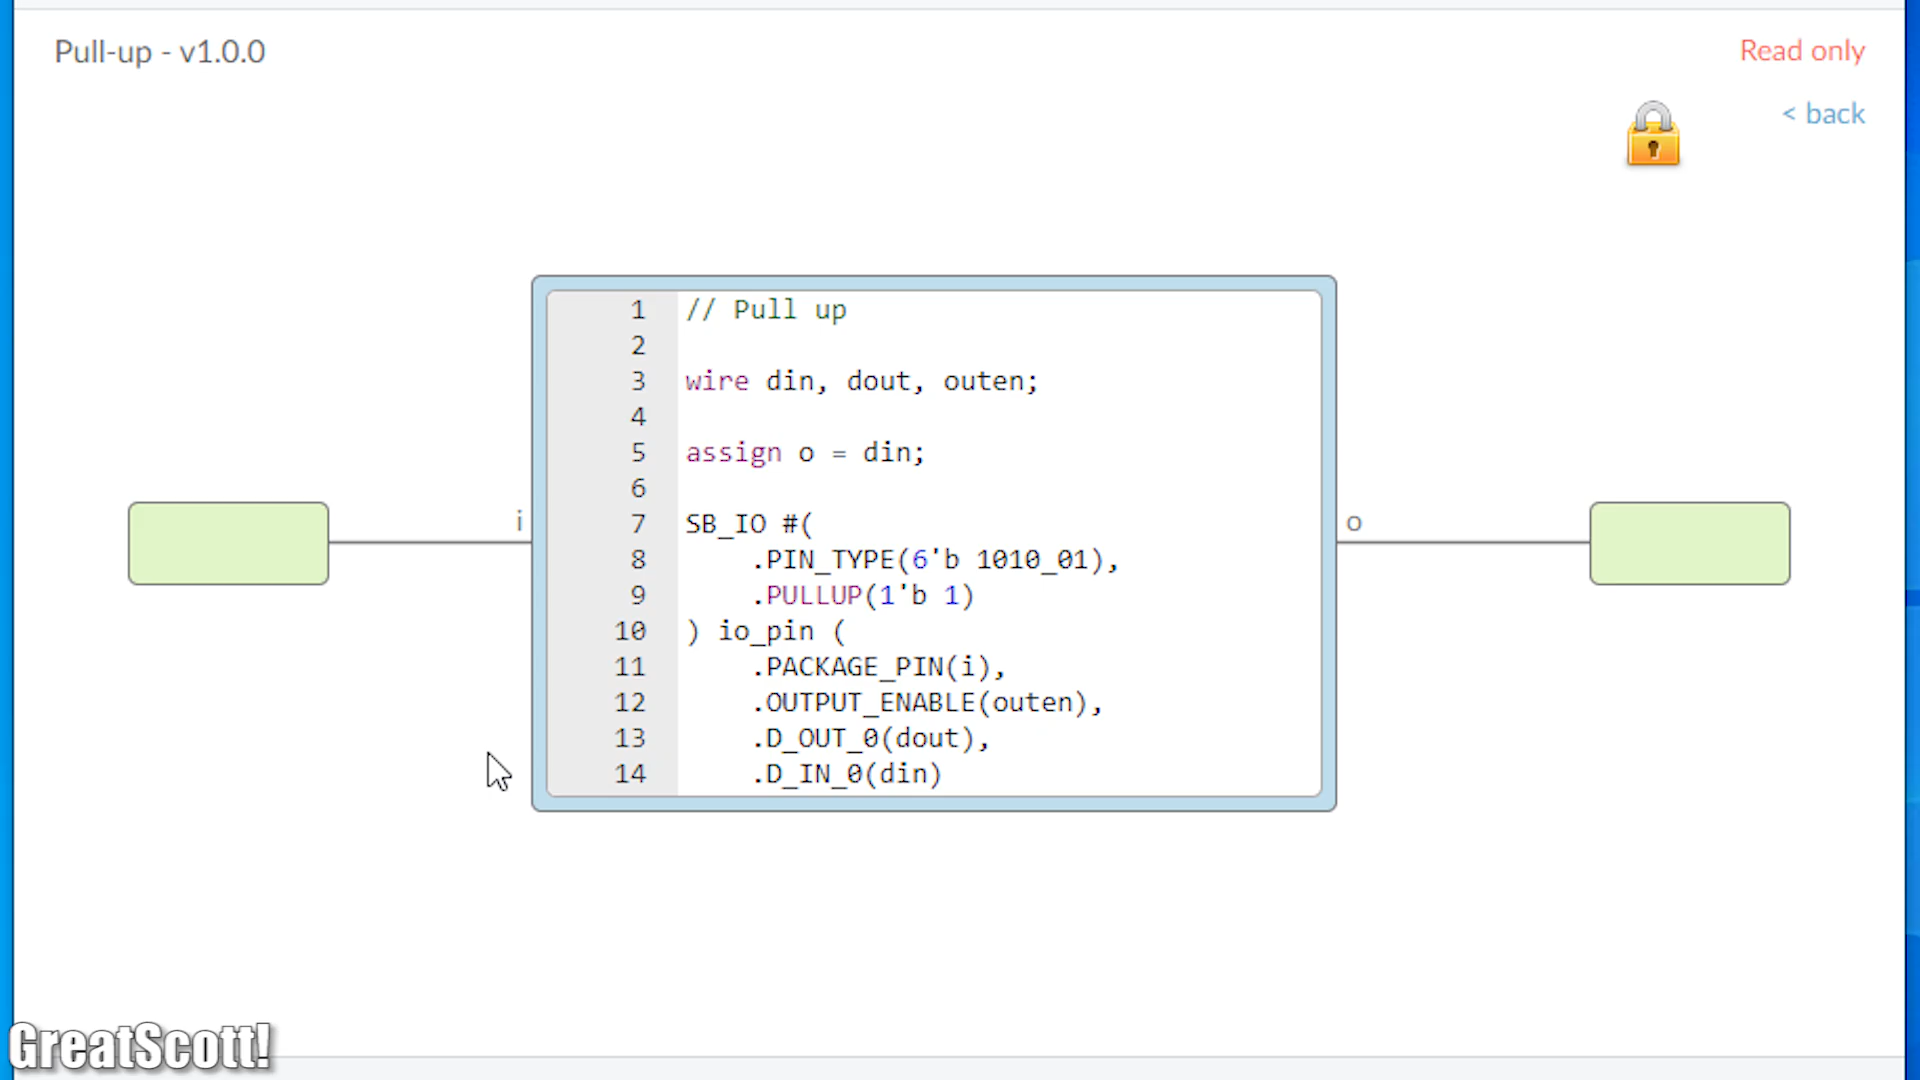 Pull-up - v1.0.0
Read only
< back
1 // Pull up
2
3 wire din, dout, outen;
4
5 assign o = din;
6
7 SB_IO #(
8 .PIN_TYPE(6'b 1010_01),
9 .PULLUP(1'b 1)
10 ) io_pin (
11 .PACKAGE_PIN(i),
12 .OUTPUT_ENABLE(outen),
13 .D_OUT_0(dout),
14 .D_IN_0(din)
i
o
GreatScott!